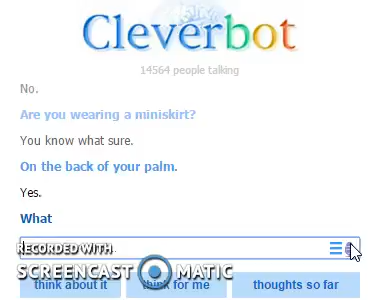 Cleverbot
14564 people talking
No.
Are you wearing a miniskirt?
You know what sure.
On the back of your palm.
Yes.
What
RECORDED WITH
SCREENCAST MATIC
think about it
think for me
thoughts so far